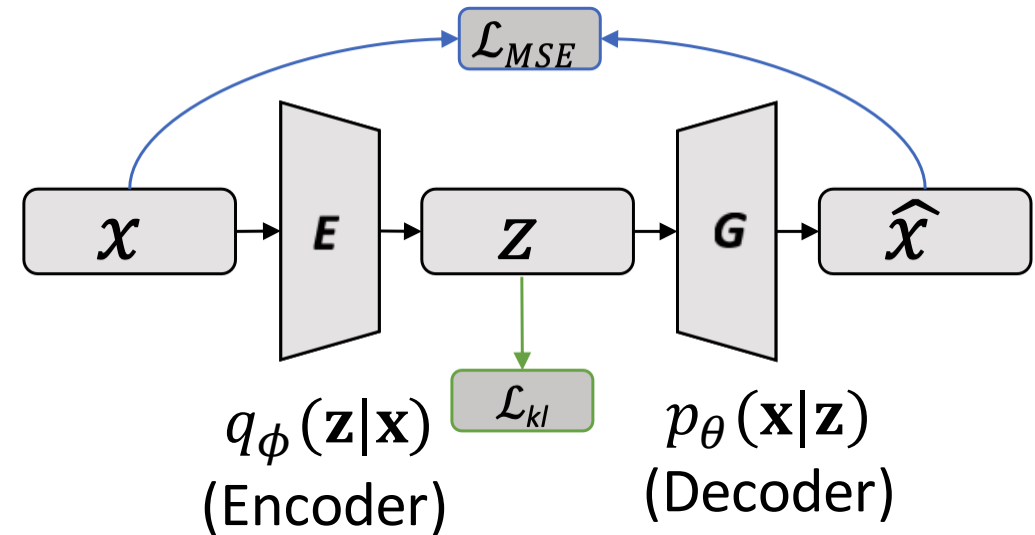 ℒ_MSE
x
E
z
G
x̂
ℒ_kl
q_ϕ(𝐳|𝐱)
(Encoder)
p_θ(𝐱|𝐳)
(Decoder)